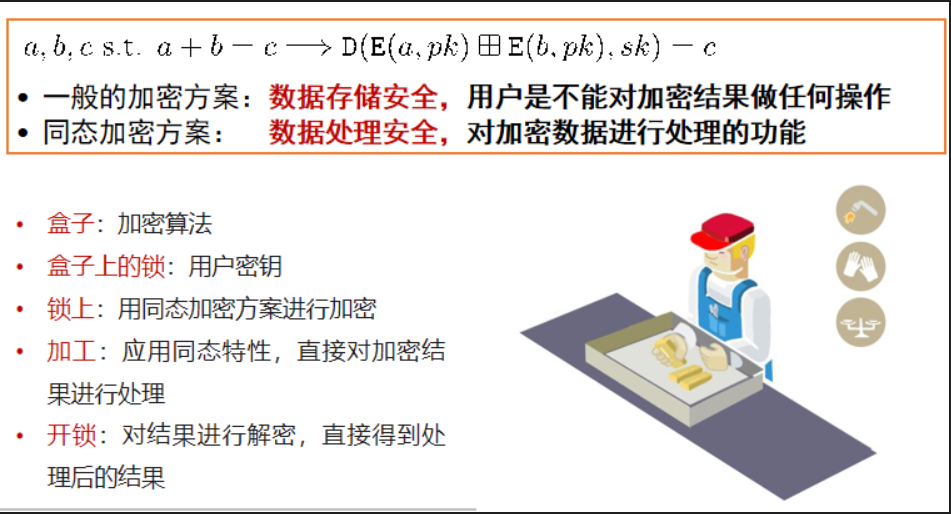 a, b, c s.t. a + b − c ⟶ D(E(a, pk) ⊞ E(b, pk), sk) − c
• 一般的加密方案：数据存储安全，用户是不能对加密结果做任何操作
• 同态加密方案： 数据处理安全，对加密数据进行处理的功能
• 盒子：加密算法
• 盒子上的锁：用户密钥
• 锁上：用同态加密方案进行加密
• 加工：应用同态特性，直接对加密结
果进行处理
• 开锁：对结果进行解密，直接得到处
理后的结果